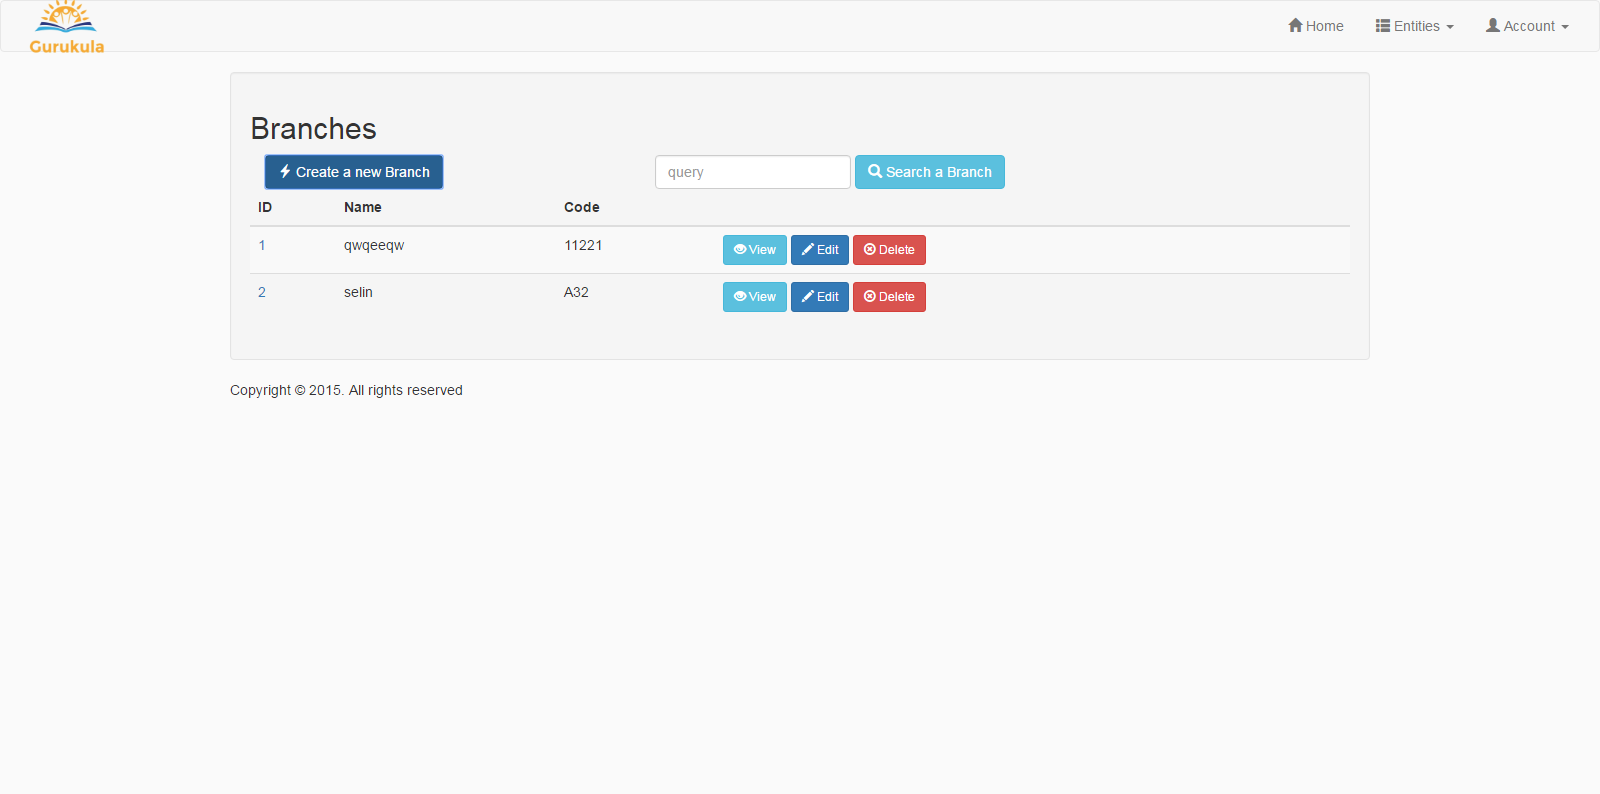 Gurukula
Home Entities Account
Branches
Create a new Branch query Search a Branch
ID Name Code
1 qwqeeqw 11221 View Edit Delete
2 selin A32 View Edit Delete
Copyright © 2015. All rights reserved